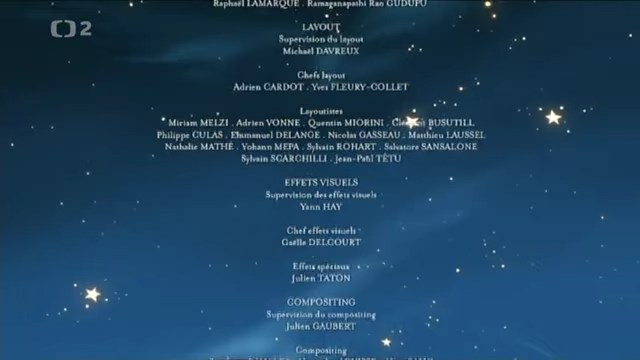 Raphaël LAMARQUE . Ramaganapathi Rao GUDUPU
ČT 2
LAYOUT
Supervision du layout
Michaël DAVREUX
Chefs layout
Adrien CARDOT . Yves FLEURY-COLLET
Layoutistes
Miriam MELZI . Adrien VONNE . Quentin MIORINI . Clément BUSUTILL
Philippe CULAS . Emmanuel DELANGE . Nicolas GASSEAU . Matthieu LAUSSEL
Nathalie MATHÉ . Yohann MEPA . Sylvain ROHART . Salvatore SANSALONE
Sylvain SCARCHILLI . Jean-Paul TÉTU
EFFETS VISUELS
Supervision des effets visuels
Yann HAY
Chef effets visuels
Gaëlle DELCOURT
Effets spéciaux
Julien TATON
COMPOSITING
Supervision du compositing
Julien GAUBERT
Compositing